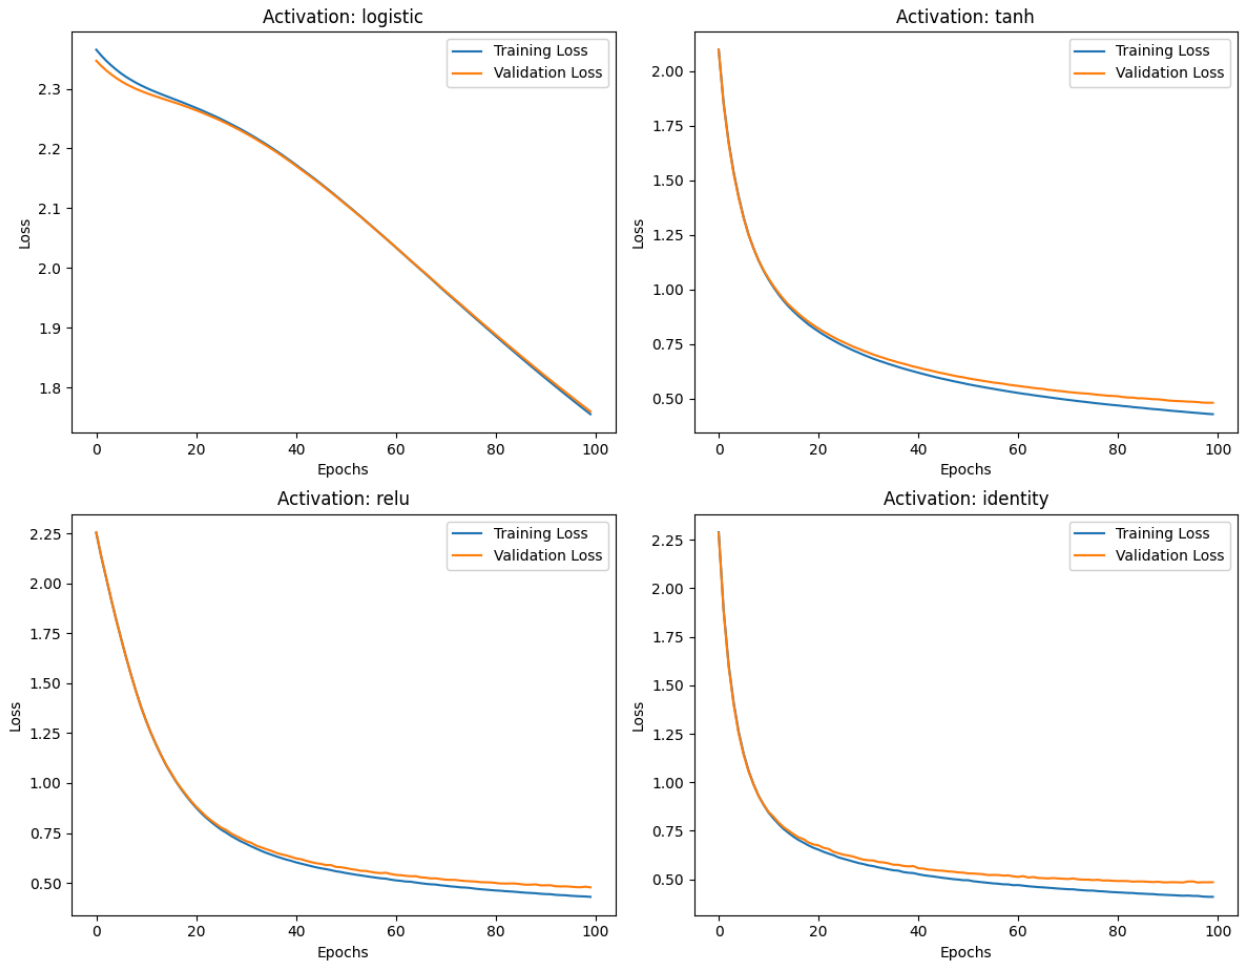 Activation: logistic
Training Loss
Validation Loss
2.3
2.2
2.1
2.0
1.9
1.8
Loss
0 20 40 60 80 100
Epochs
Activation: tanh
Training Loss
Validation Loss
2.00
1.75
1.50
1.25
1.00
0.75
0.50
Loss
0 20 40 60 80 100
Epochs
Activation: relu
Training Loss
Validation Loss
2.25
2.00
1.75
1.50
1.25
1.00
0.75
0.50
Loss
0 20 40 60 80 100
Epochs
Activation: identity
Training Loss
Validation Loss
2.25
2.00
1.75
1.50
1.25
1.00
0.75
0.50
Loss
0 20 40 60 80 100
Epochs